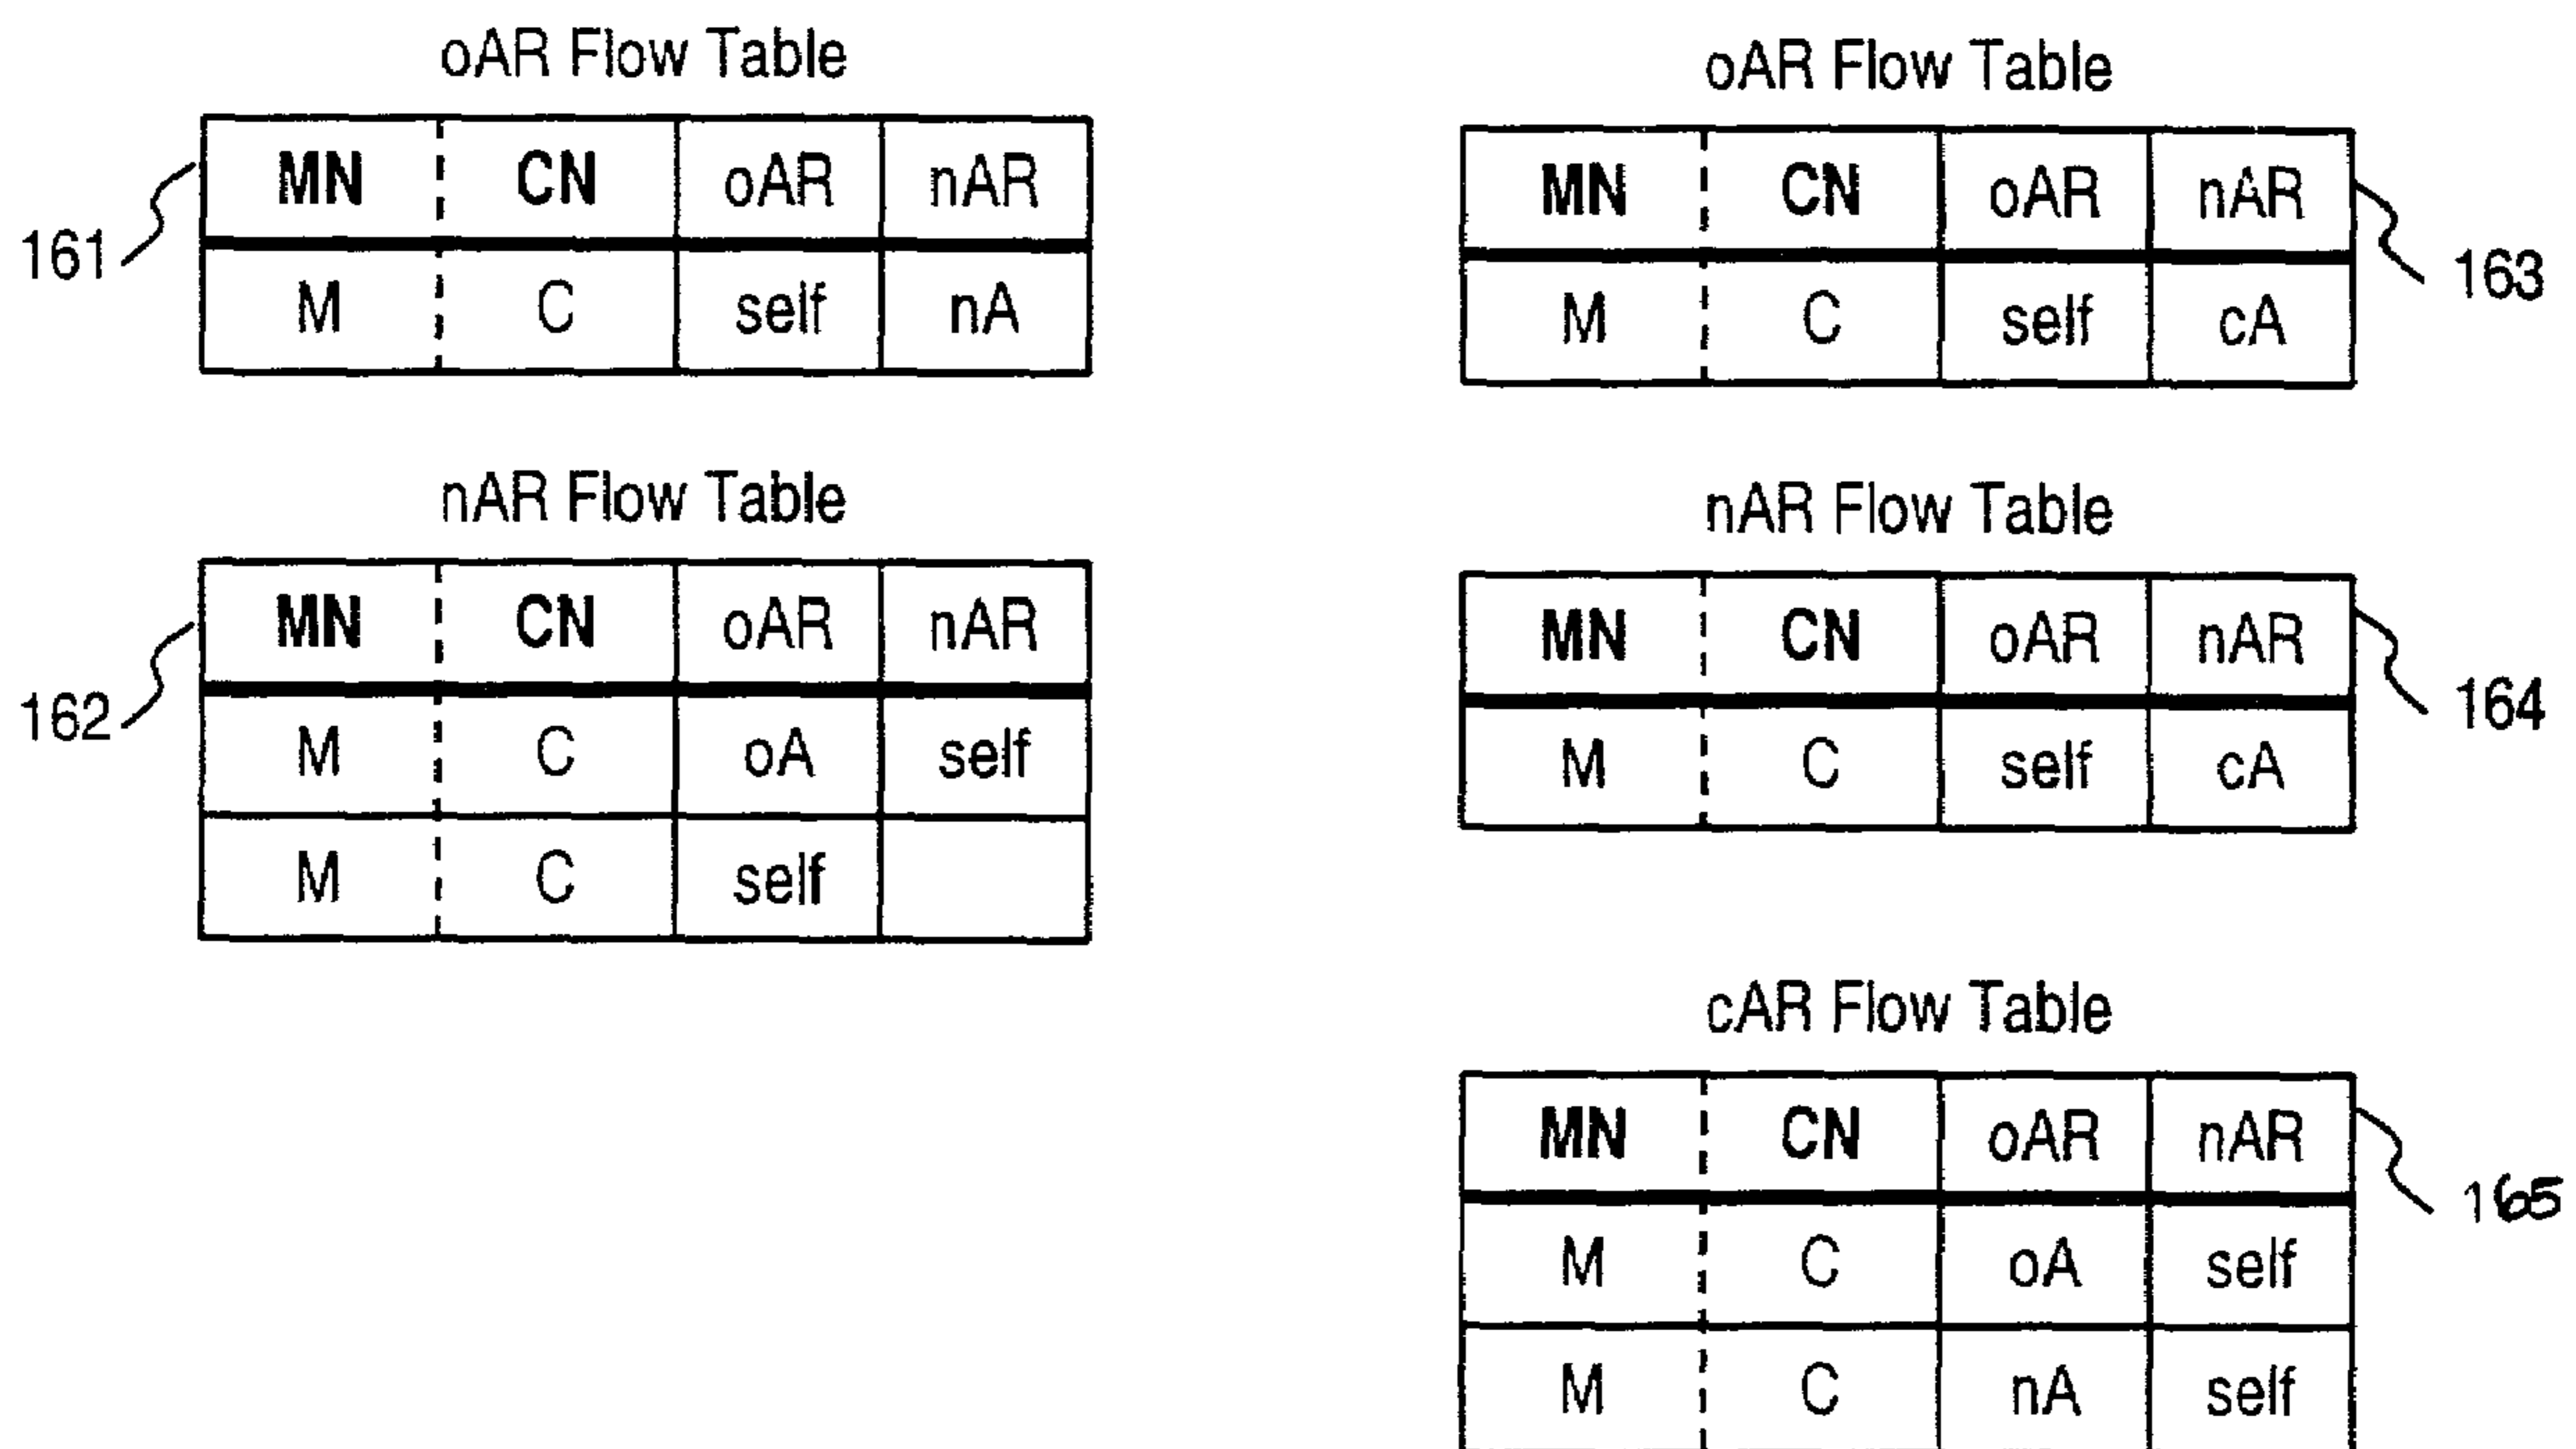 oAR Flow Table
MN CN oAR nAR
161
M C self nA
nAR Flow Table
MN CN oAR nAR
162
M C oA self
M C self
oAR Flow Table
MN CN oAR nAR
163
M C self cA
nAR Flow Table
MN CN oAR nAR
164
M C self cA
cAR Flow Table
MN CN oAR nAR
165
M C oA self
M C nA self